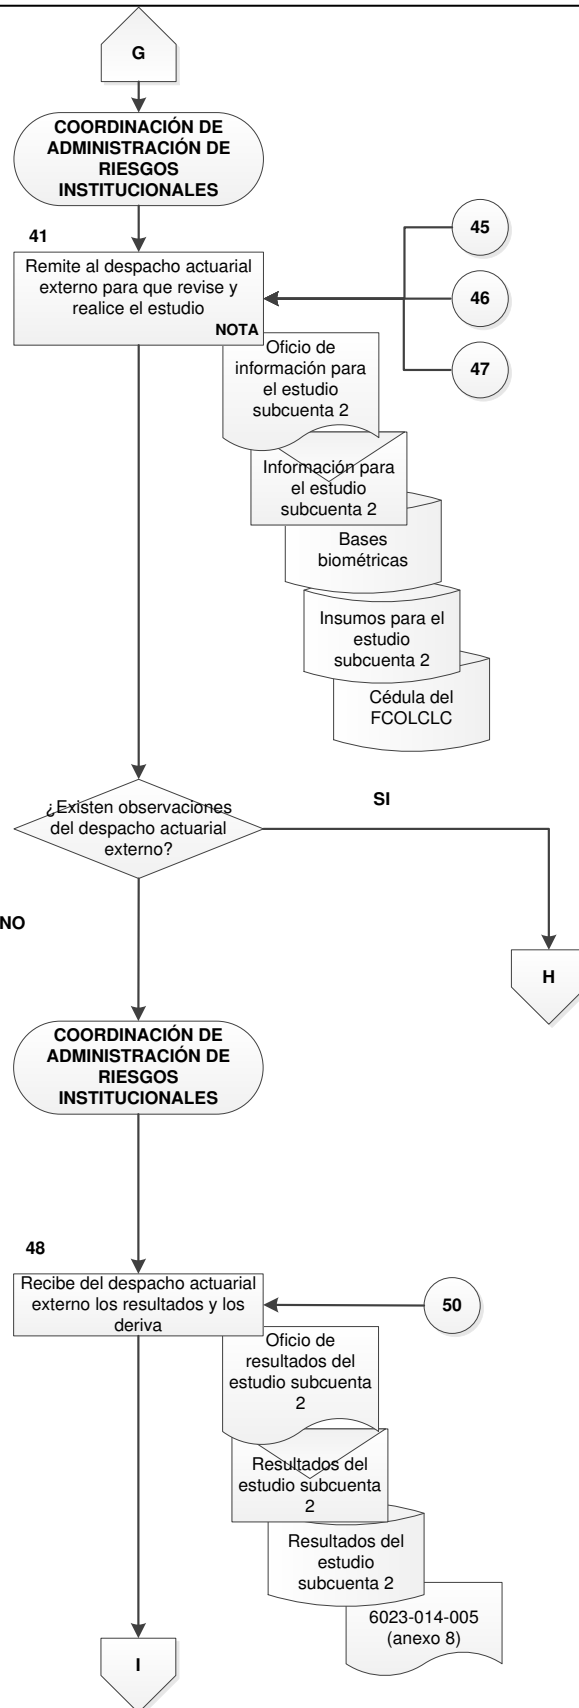 G
COORDINACIÓN DE
ADMINISTRACIÓN DE
RIESGOS
INSTITUCIONALES
41
45
Remite al despacho actuarial
externo para que revise y
realice el estudio
NOTA
46
47
Oficio de
información para
el estudio
subcuenta 2
Información para
el estudio
subcuenta 2
Bases
biométricas
Insumos para el
estudio
subcuenta 2
Cédula del
FCOLCLC
¿Existen observaciones
del despacho actuarial
externo?
SI
NO
H
COORDINACIÓN DE
ADMINISTRACIÓN DE
RIESGOS
INSTITUCIONALES
48
Recibe del despacho actuarial
externo los resultados y los
deriva
50
Oficio de
resultados del
estudio subcuenta
2
Resultados del
estudio subcuenta
2
Resultados del
estudio
subcuenta 2
6023-014-005
(anexo 8)
I